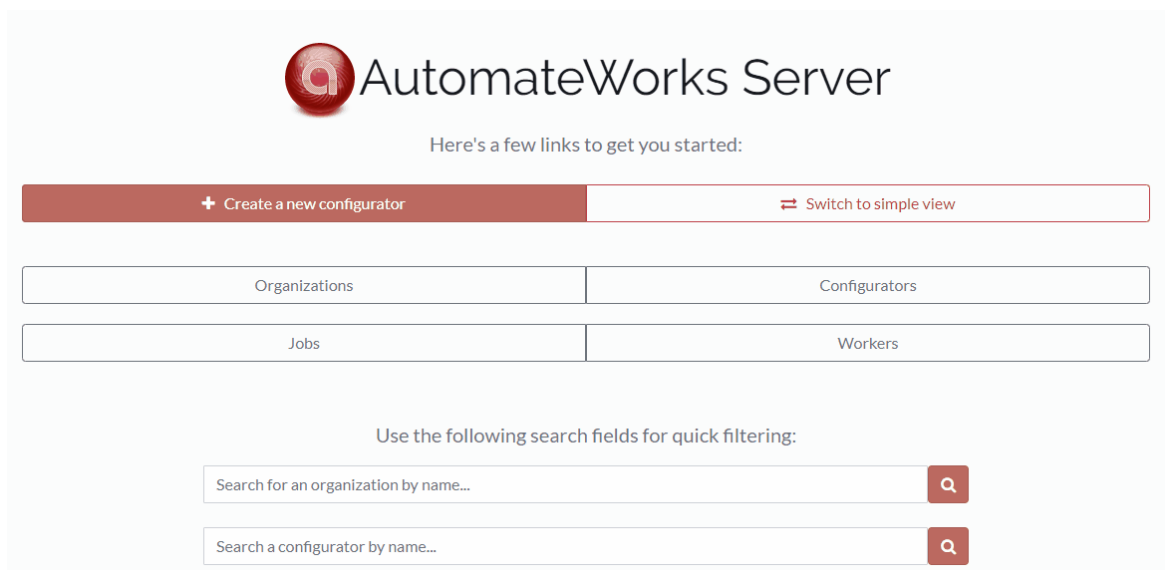 AutomateWorks Server
Here's a few links to get you started:
Create a new configurator
Switch to simple view
Organizations
Configurators
Jobs
Workers
Use the following search fields for quick filtering:
Search for an organization by name...
Search a configurator by name...